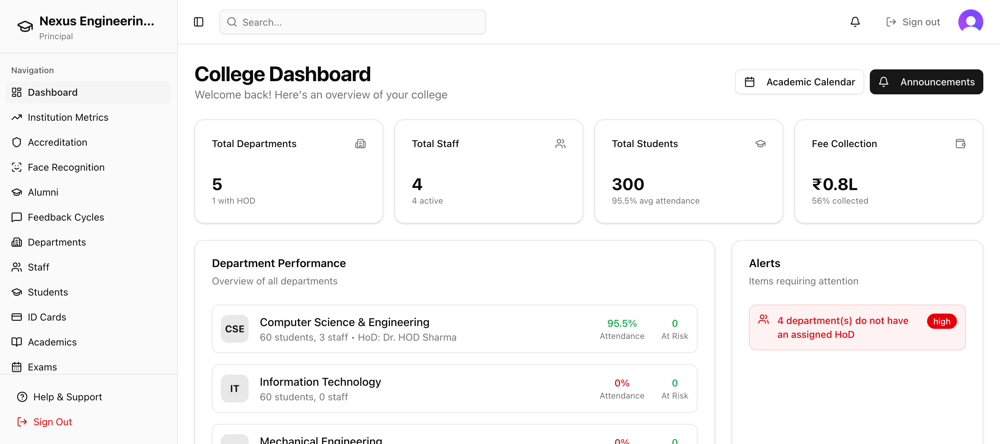 Nexus Engineerin...
Principal
Navigation
Dashboard
Institution Metrics
Accreditation
Face Recognition
Alumni
Feedback Cycles
Departments
Staff
Students
ID Cards
Academics
Exams
Help & Support
Sign Out
Search...
Sign out
College Dashboard
Welcome back! Here's an overview of your college
Academic Calendar
Announcements
Total Departments
5
1 with HOD
Total Staff
4
4 active
Total Students
300
95.5% avg attendance
Fee Collection
₹0.8L
56% collected
Department Performance
Overview of all departments
CSE
Computer Science & Engineering
60 students, 3 staff • HoD: Dr. HOD Sharma
95.5%
Attendance
0
At Risk
IT
Information Technology
60 students, 0 staff
0%
Attendance
0
At Risk
Mechanical Engineering
0%
0
Alerts
Items requiring attention
4 department(s) do not have
an assigned HoD
high